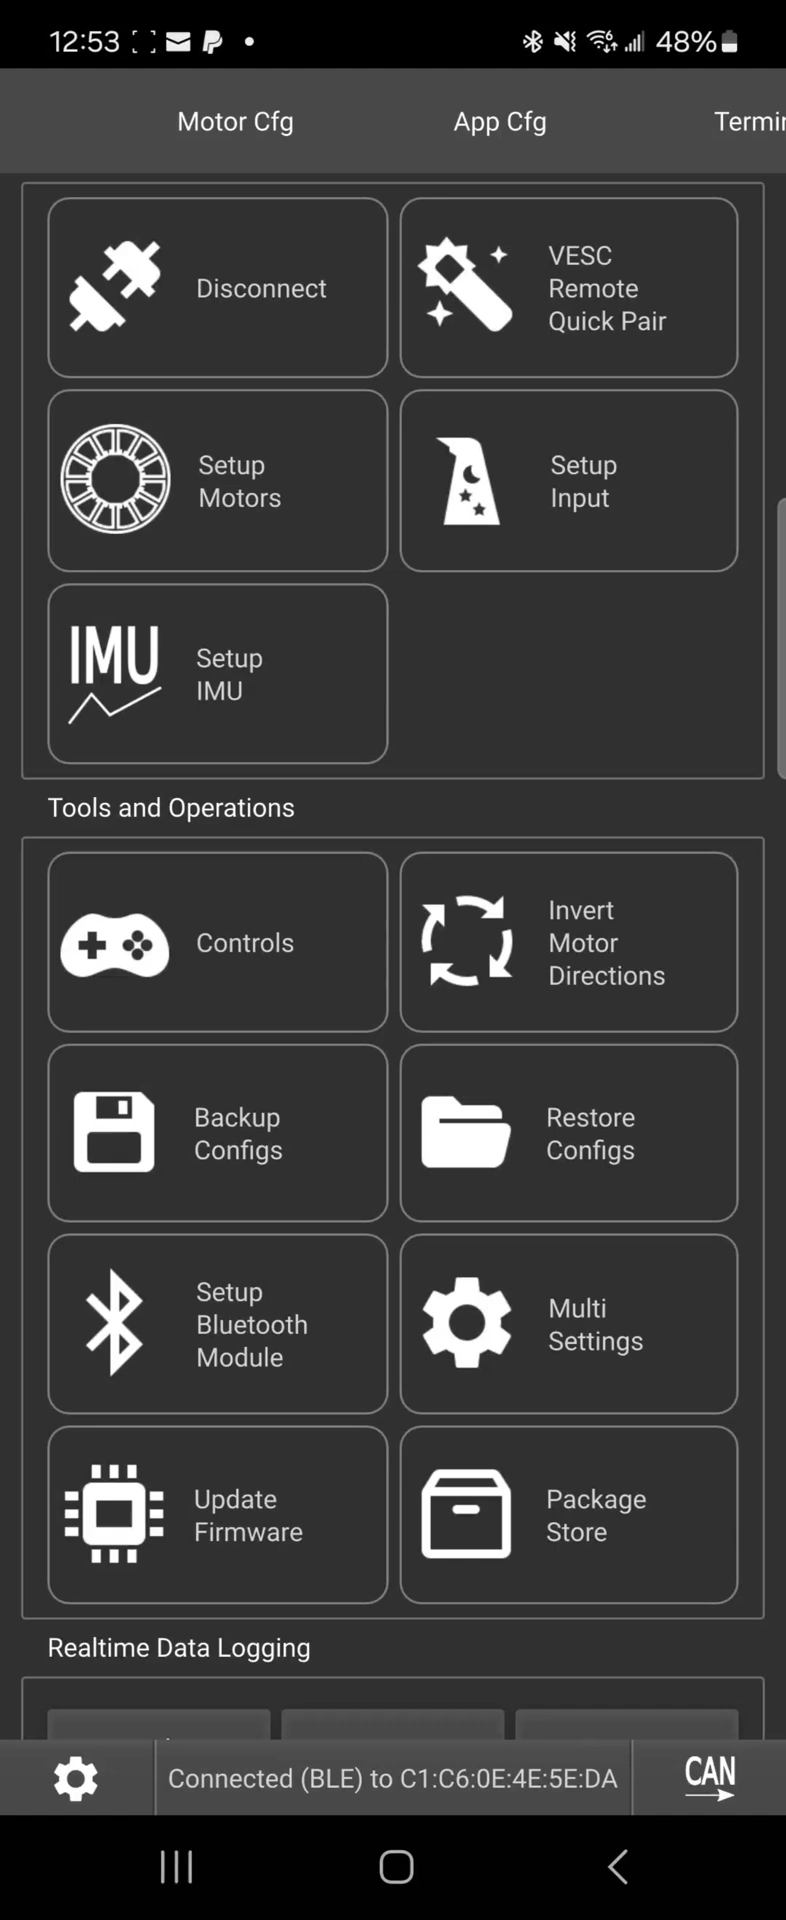 12:53
48%
Motor Cfg
App Cfg
Termin
Disconnect
VESC
Remote
Quick Pair
Setup
Motors
Setup
Input
IMU
Setup
IMU
Tools and Operations
Controls
Invert
Motor
Directions
Backup
Configs
Restore
Configs
Setup
Bluetooth
Module
Multi
Settings
Update
Firmware
Package
Store
Realtime Data Logging
Connected (BLE) to C1:C6:0E:4E:5E:DA
CAN